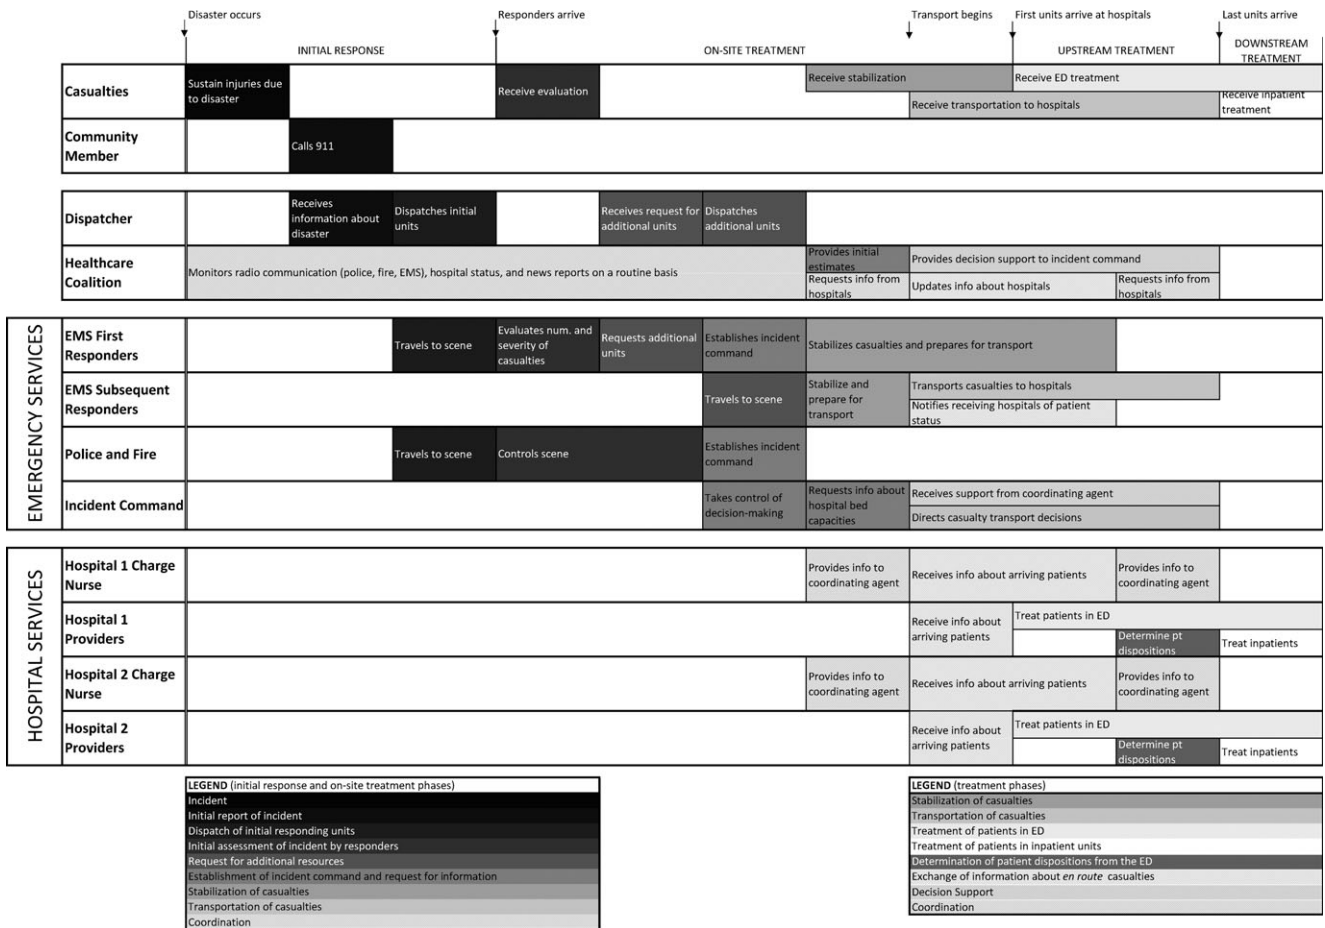 Disaster occurs
Responders arrive
Transport begins
First units arrive at hospitals
Last units arrive
INITIAL RESPONSE
ON-SITE TREATMENT
UPSTREAM TREATMENT
DOWNSTREAM
TREATMENT
Casualties
Sustain injuries due
to disaster
Receive evaluation
Receive stabilization
Receive ED treatment
Receive transportation to hospitals
Receive inpatient
treatment
Community
Member
Calls 911
Dispatcher
Receives
information about
disaster
Dispatches initial
units
Receives request for
additional units
Dispatches
additional units
Healthcare
Coalition
Monitors radio communication (police, fire, EMS), hospital status, and news reports on a routine basis
Provides initial
estimates
Requests info from
hospitals
Provides decision support to incident command
Updates info about hospitals
Requests info from
hospitals
EMERGENCY SERVICES
EMS First
Responders
Travels to scene
Evaluates num. and
severity of
casualties
Requests additional
units
Establishes incident
command
Stabilizes casualties and prepares for transport
EMS Subsequent
Responders
Travels to scene
Stabilize and
prepare for
transport
Transports casualties to hospitals
Notifies receiving hospitals of patient
status
Police and Fire
Travels to scene
Controls scene
Establishes incident
command
Incident Command
Takes control of
decision-making
Requests info about
hospital bed
capacities
Receives support from coordinating agent
Directs casualty transport decisions
HOSPITAL SERVICES
Hospital 1 Charge
Nurse
Provides info to
coordinating agent
Receives info about arriving patients
Provides info to
coordinating agent
Hospital 1
Providers
Receive info about
arriving patients
Treat patients in ED
Determine pt
dispositions
Treat inpatients
Hospital 2 Charge
Nurse
Provides info to
coordinating agent
Receives info about arriving patients
Provides info to
coordinating agent
Hospital 2
Providers
Receive info about
arriving patients
Treat patients in ED
Determine pt
dispositions
Treat inpatients
LEGEND (initial response and on-site treatment phases)
Incident
Initial report of incident
Dispatch of initial responding units
Initial assessment of incident by responders
Request for additional resources
Establishment of incident command and request for information
Stabilization of casualties
Transportation of casualties
Coordination
LEGEND (treatment phases)
Stabilization of casualties
Transportation of casualties
Treatment of patients in ED
Treatment of patients in inpatient units
Determination of patient dispositions from the ED
Exchange of information about en route casualties
Decision Support
Coordination